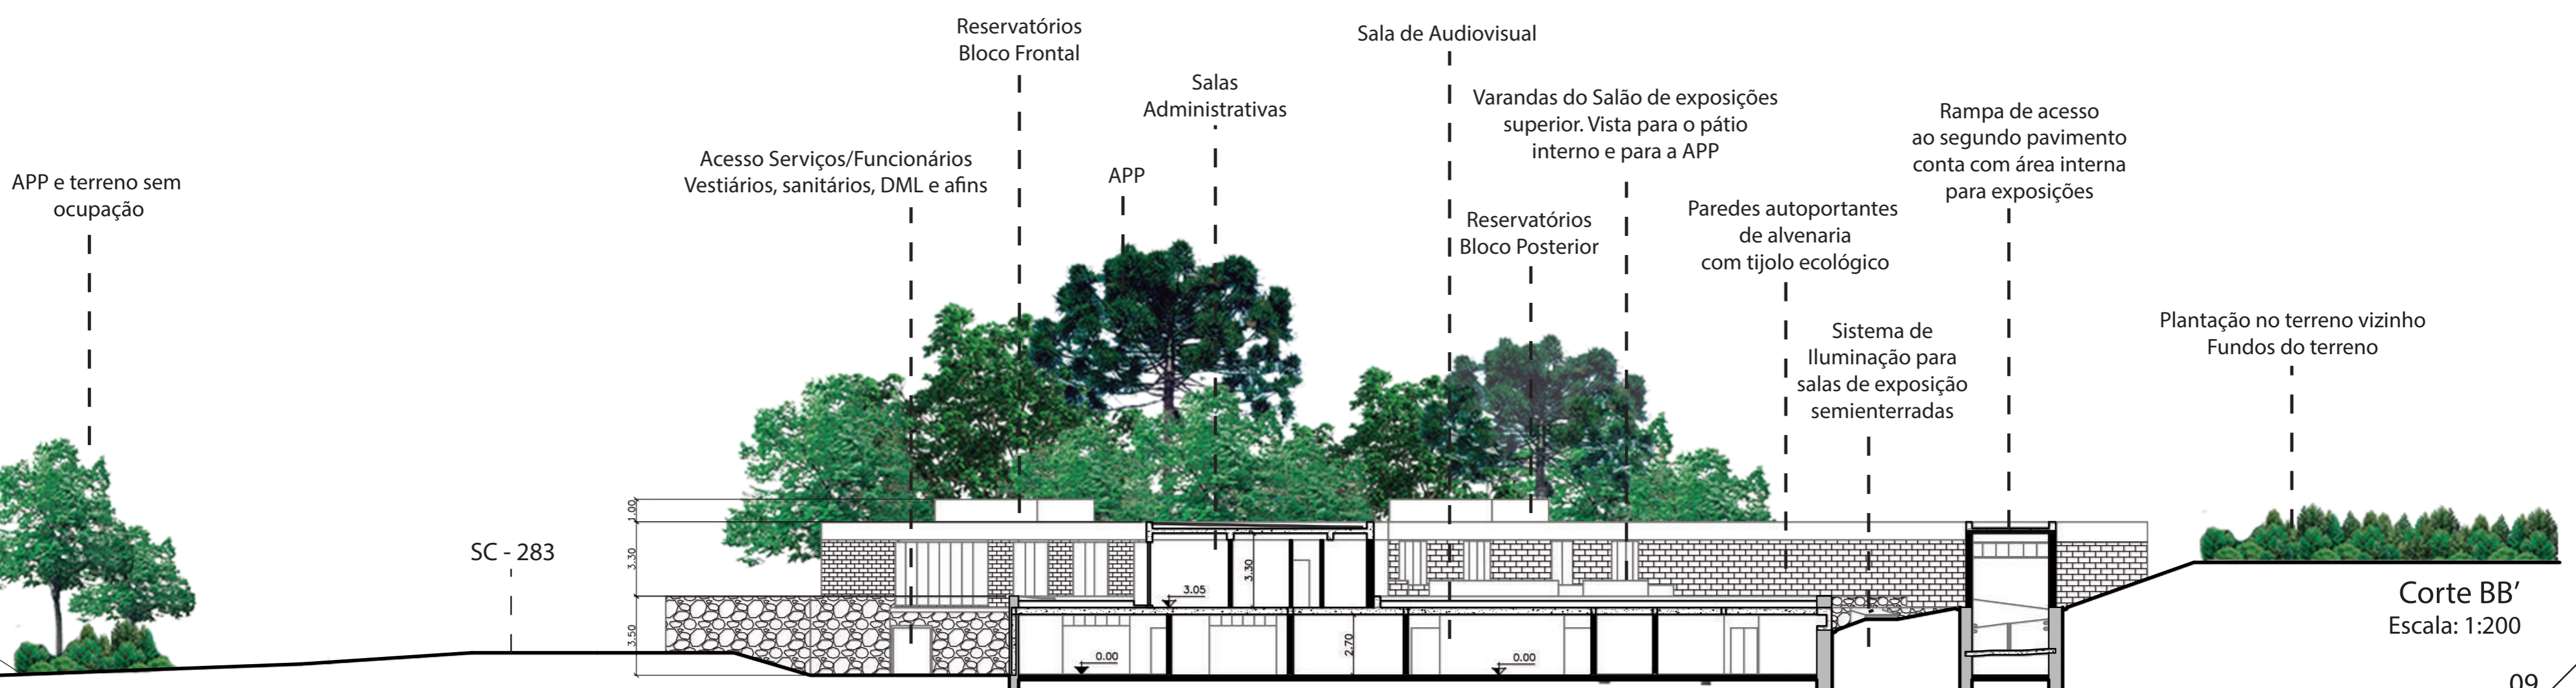 APP e terreno sem
ocupação
SC - 283
Acesso Serviços/Funcionários
Vestiários, sanitários, DML e afins
Reservatórios
Bloco Frontal
APP
Salas
Administrativas
Sala de Audiovisual
Reservatórios
Bloco Posterior
Varandas do Salão de exposições
superior. Vista para o pátio
interno e para a APP
Paredes autoportantes
de alvenaria
com tijolo ecológico
Sistema de
Iluminação para
salas de exposição
semienterradas
Rampa de acesso
ao segundo pavimento
conta com área interna
para exposições
Plantação no terreno vizinho
Fundos do terreno
1.00
3.30
3.50
3.05
3.30
0.00
2.70
0.00
Corte BB’
Escala: 1:200
09